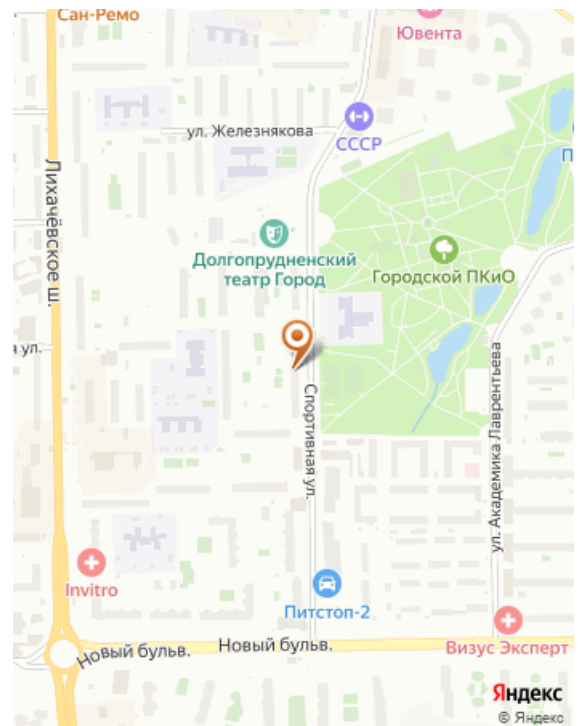 Сан-Ремо
Ювента
ул. Железнякова
СССР
П
Лихачёвское ш.
Долгопрудненский
театр Город
Городской ПКиО
я ул.
Спортивная ул.
ул. Академика Лаврентьева
Invitro
Питстоп-2
Новый бульв.
Новый бульв.
Визус Эксперт
Яндекс
© Яндекс